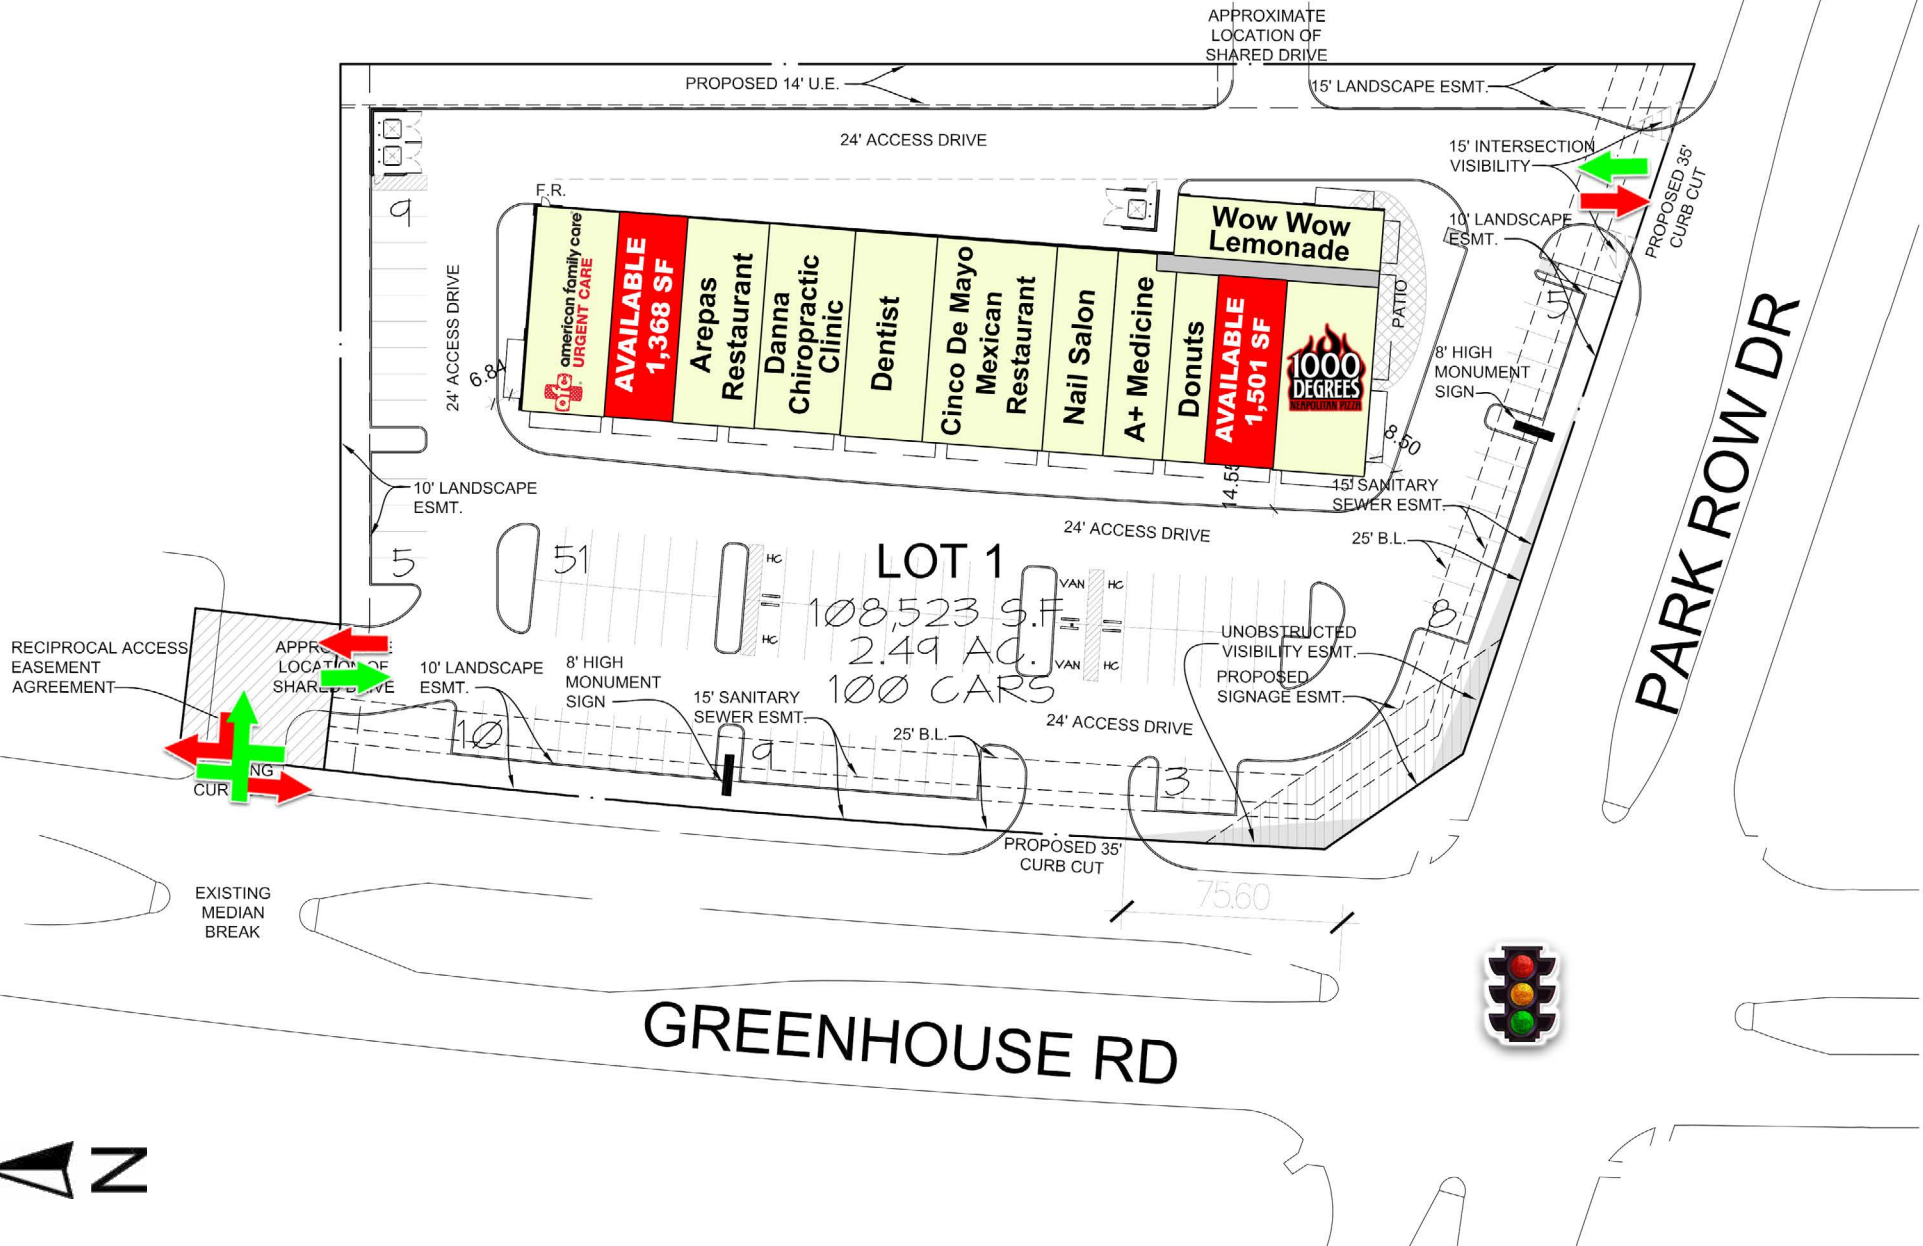 APPROXIMATE
LOCATION OF
SHARED DRIVE
PROPOSED 14' U.E.
15' LANDSCAPE ESMT.
24' ACCESS DRIVE
15' INTERSECTION
VISIBILITY
PROPOSED 35'
CURB CUT
10' LANDSCAPE
ESMT.
F.R.
9
24' ACCESS DRIVE
6.84
afc
american family care
URGENT CARE
AVAILABLE
1,368 SF
Arepas
Restaurant
Danna
Chiropractic
Clinic
Dentist
Cinco De Mayo
Mexican
Restaurant
Nail Salon
A+ Medicine
Donuts
AVAILABLE
1,501 SF
Wow Wow
Lemonade
1000
DEGREES
NEAPOLITAN PIZZA
PATIO
5
8' HIGH
MONUMENT
SIGN
8.50
14.55
15' SANITARY
SEWER ESMT.
25' B.L.
PARK ROW DR
10' LANDSCAPE
ESMT.
5
51
HC
HC
24' ACCESS DRIVE
LOT 1
108,523 S.F.
2.49 AC.
100 CARS
VAN
HC
VAN
HC
8
UNOBSTRUCTED
VISIBILITY ESMT.
PROPOSED
SIGNAGE ESMT.
RECIPROCAL ACCESS
EASEMENT
AGREEMENT
LOCATION OF
10' LANDSCAPE
ESMT.
8' HIGH
MONUMENT
SIGN
15' SANITARY
SEWER ESMT.
25' B.L.
24' ACCESS DRIVE
10
9
3
PROPOSED 35'
CURB CUT
75.60
EXISTING
MEDIAN
BREAK
GREENHOUSE RD
N